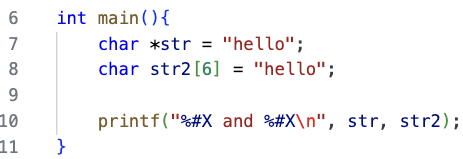 6 int main(){
7 char *str = "hello";
8 char str2[6] = "hello";
9
10 printf("%#X and %#X\n", str, str2);
11 }